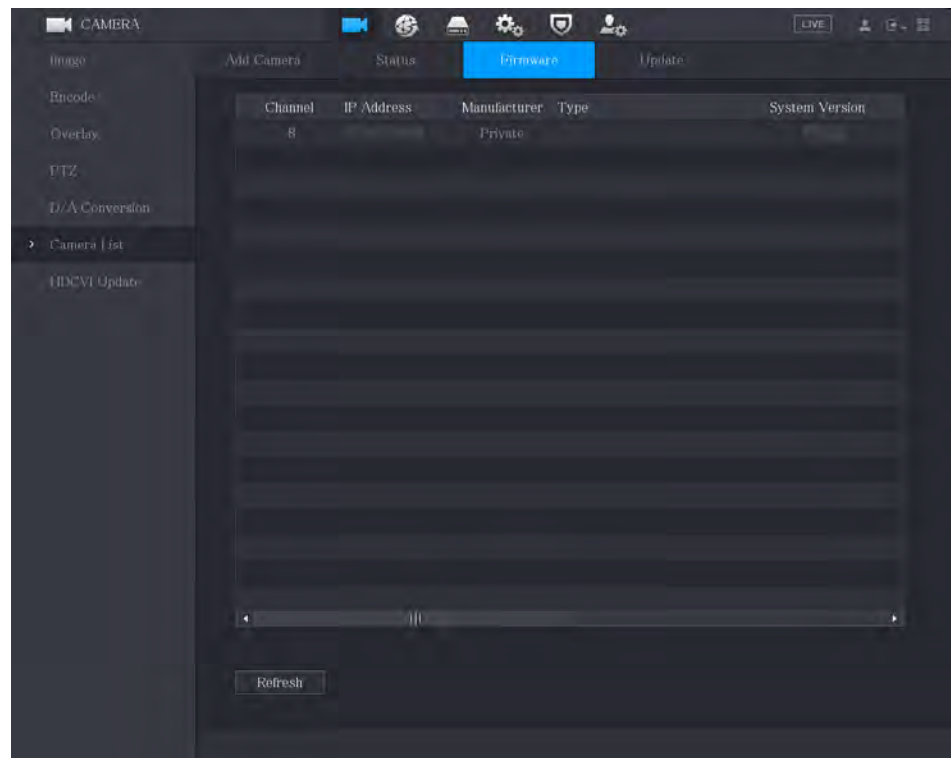 CAMERA
LIVE
Image
Add Camera Status Firmware Update
Encode
Channel IP Address Manufacturer Type System Version
8 Private
Overlay
PTZ
D/A Conversion
Camera List
HDCVI Update
Refresh